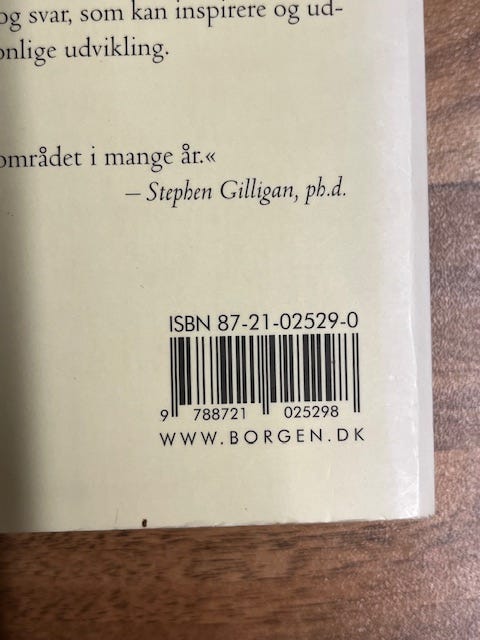 og svar, som kan inspirere og ud-
onlige udvikling.
området i mange år.«
– Stephen Gilligan, ph.d.
ISBN 87-21-02529-0
9 788721 025298
WWW.BORGEN.DK